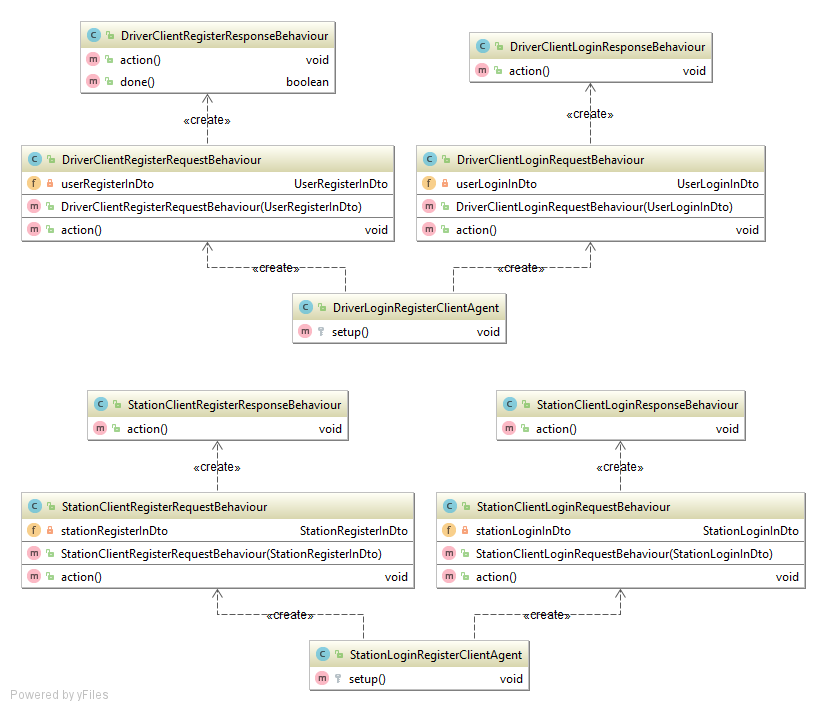 DriverClientRegisterResponseBehaviour
action() void
done() boolean
DriverClientLoginResponseBehaviour
action() void
«create»
«create»
DriverClientRegisterRequestBehaviour
userRegisterInDto UserRegisterInDto
DriverClientRegisterRequestBehaviour(UserRegisterInDto)
action() void
DriverClientLoginRequestBehaviour
userLoginInDto UserLoginInDto
DriverClientLoginRequestBehaviour(UserLoginInDto)
action() void
«create»
«create»
DriverLoginRegisterClientAgent
setup() void
StationClientRegisterResponseBehaviour
action() void
StationClientLoginResponseBehaviour
action() void
«create»
«create»
StationClientRegisterRequestBehaviour
stationRegisterInDto StationRegisterInDto
StationClientRegisterRequestBehaviour(StationRegisterInDto)
action() void
StationClientLoginRequestBehaviour
stationLoginInDto StationLoginInDto
StationClientLoginRequestBehaviour(StationLoginInDto)
action() void
«create»
«create»
StationLoginRegisterClientAgent
setup() void
Powered by yFiles